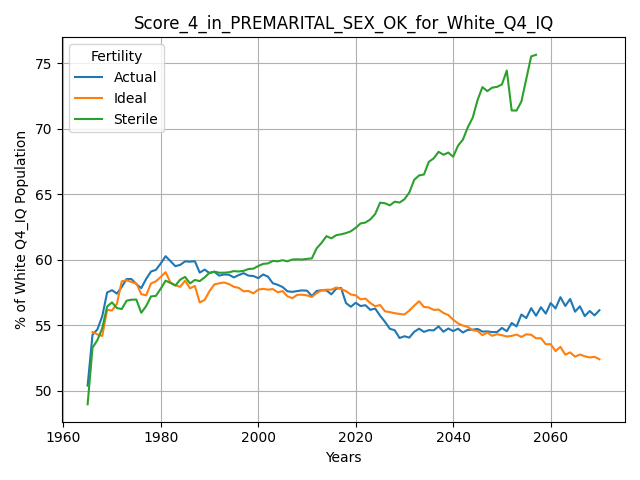 Score_4_in_PREMARITAL_SEX_OK_for_White_Q4_IQ
Fertility
Actual
Ideal
Sterile
% of White Q4_IQ Population
75
70
65
60
55
50
1960
1980
2000
2020
2040
2060
Years